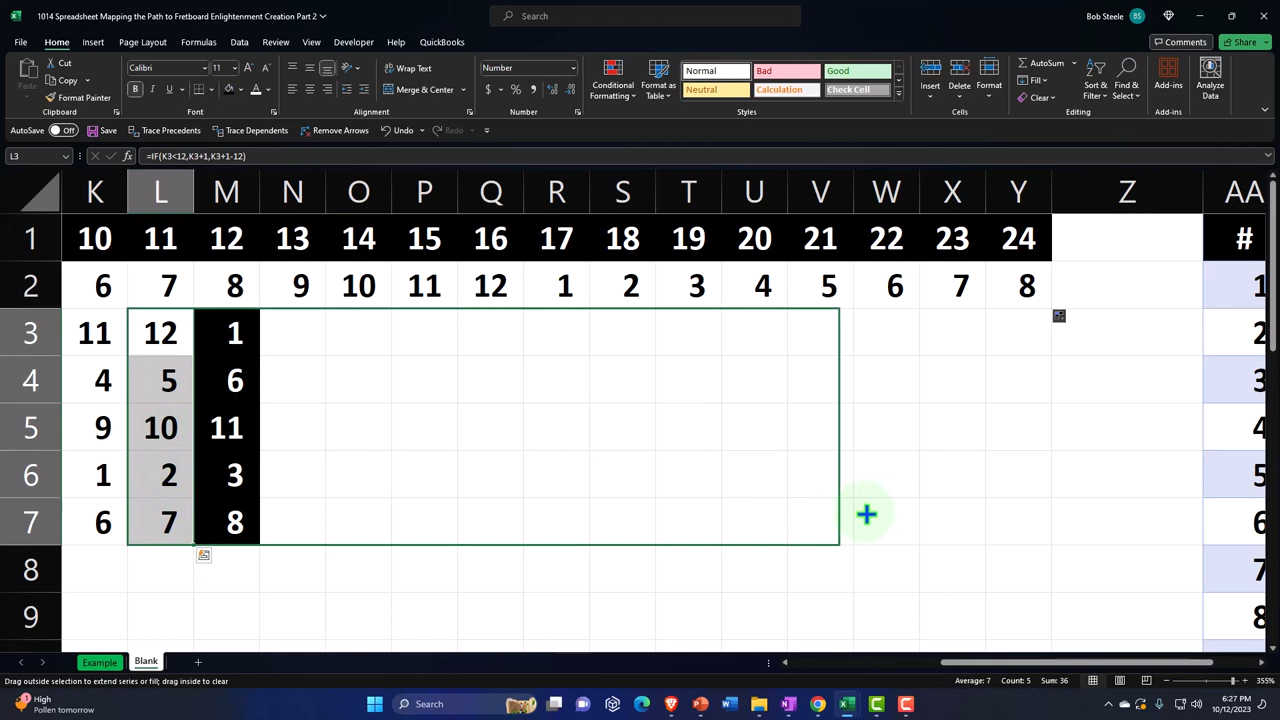 1014 Spreadsheet Mapping the Path to Fretboard Enlightenment Creation Part 2
Search
Bob Steele BS
File Home Insert Page Layout Formulas Data Review View Developer Help QuickBooks Comments Share
Paste
Cut
Copy
Format Painter
Clipboard
Calibri 11
B I U
Font
Wrap Text
Merge & Center
Alignment
Number
$ % 9
Number
Conditional Formatting
Format as Table
Normal Bad Good
Neutral Calculation Check Cell
Styles
Insert Delete Format
Cells
AutoSum
Fill
Clear
Sort & Filter
Find & Select
Editing
Add-ins
Add-ins
Analyze Data
AutoSave Off Save Trace Precedents Trace Dependents Remove Arrows Undo Redo
L3 fx =IF(K3<12,K3+1,K3+1-12)
K L M N O P Q R S T U V W X Y Z AA
1 10 11 12 13 14 15 16 17 18 19 20 21 22 23 24 #
2 6 7 8 9 10 11 12 1 2 3 4 5 6 7 8 1
3 11 12 1 2
4 4 5 6 3
5 9 10 11 4
6 1 2 3 5
7 6 7 8 6
8 7
9 8
Example Blank
Drag outside selection to extend series or fill; drag inside to clear Average: 7 Count: 5 Sum: 36 355%
High
Pollen tomorrow
Search
6:27 PM
10/12/2023